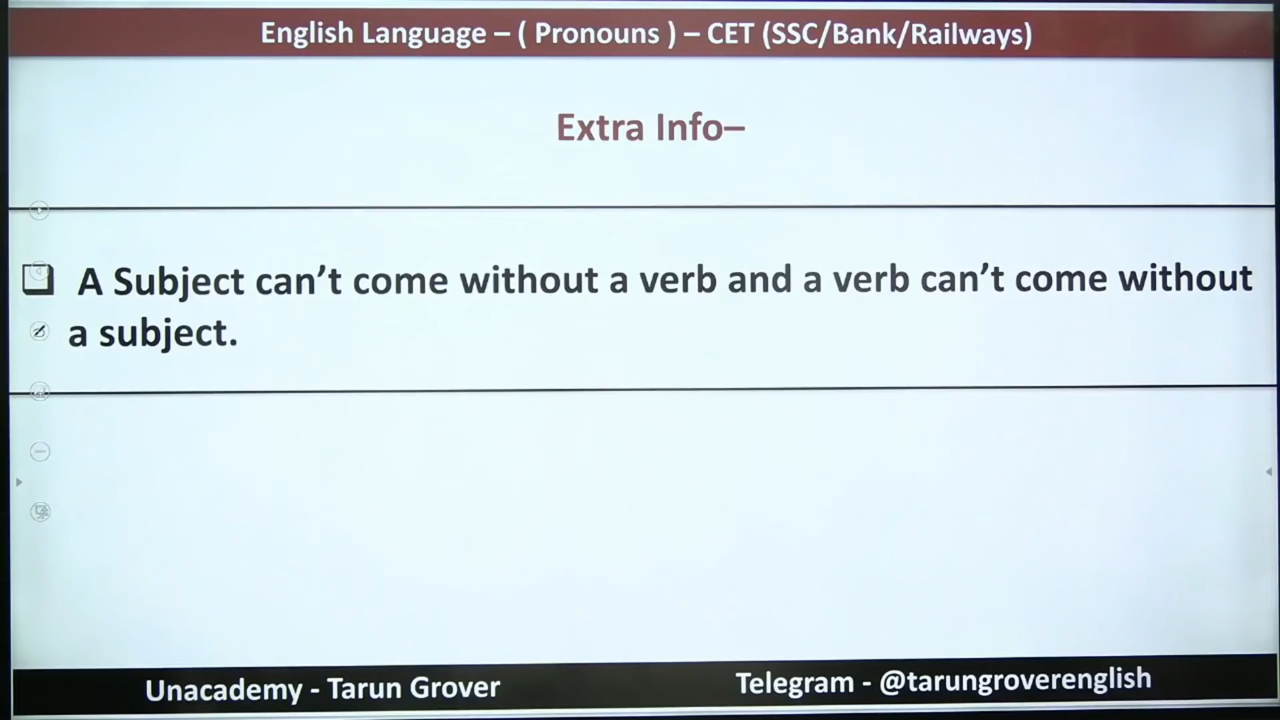 English Language – ( Pronouns ) – CET (SSC/Bank/Railways)
Extra Info–
❑ A Subject can’t come without a verb and a verb can’t come without
a subject.
Unacademy - Tarun Grover
Telegram - @tarungroverenglish